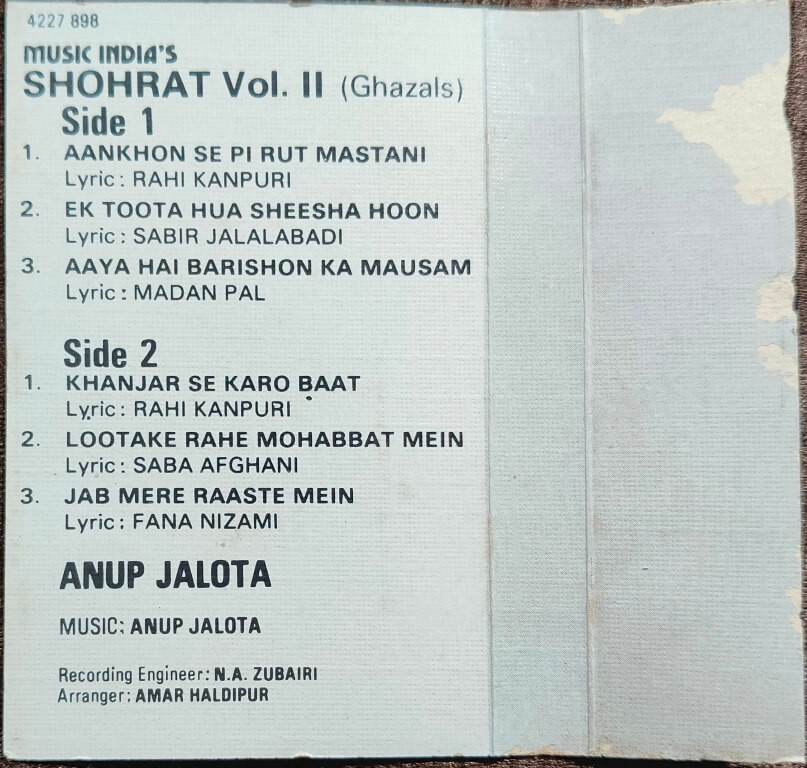 4227 898
MUSIC INDIA'S
SHOHRAT Vol. II (Ghazals)
Side 1
1. AANKHON SE PI RUT MASTANI
Lyric : RAHI KANPURI
2. EK TOOTA HUA SHEESHA HOON
Lyric : SABIR JALALABADI
3. AAYA HAI BARISHON KA MAUSAM
Lyric : MADAN PAL
Side 2
1. KHANJAR SE KARO BAAT
Lyric : RAHI KANPURI
2. LOOTAKE RAHE MOHABBAT MEIN
Lyric : SABA AFGHANI
3. JAB MERE RAASTE MEIN
Lyric : FANA NIZAMI
ANUP JALOTA
MUSIC: ANUP JALOTA
Recording Engineer: N.A. ZUBAIRI
Arranger: AMAR HALDIPUR